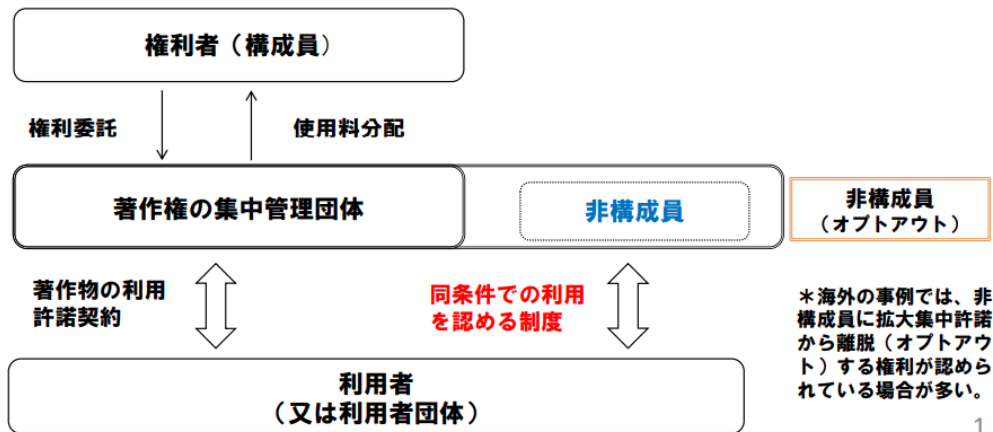 権利者（構成員）
権利委託
使用料分配
著作権の集中管理団体
非構成員
非構成員
（オプトアウト）
著作物の利用
許諾契約
同条件での利用
を認める制度
＊海外の事例では、非
構成員に拡大集中許諾
から離脱（オプトアウ
ト）する権利が認めら
れている場合が多い。
利用者
（又は利用者団体）
1